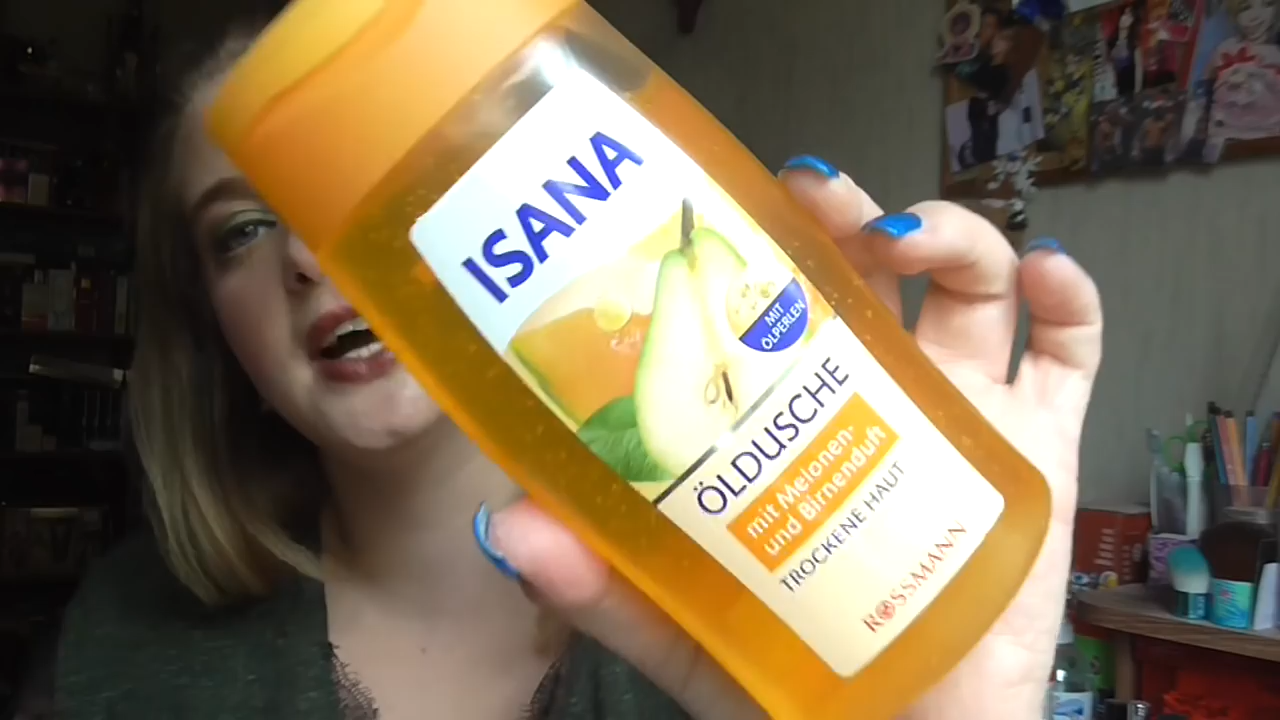 ISANA
MIT
ÖLPERLEN
ÖLDUSCHE
mit Melonen-
und Birnenduft
TROCKENE HAUT
ROSSMANN